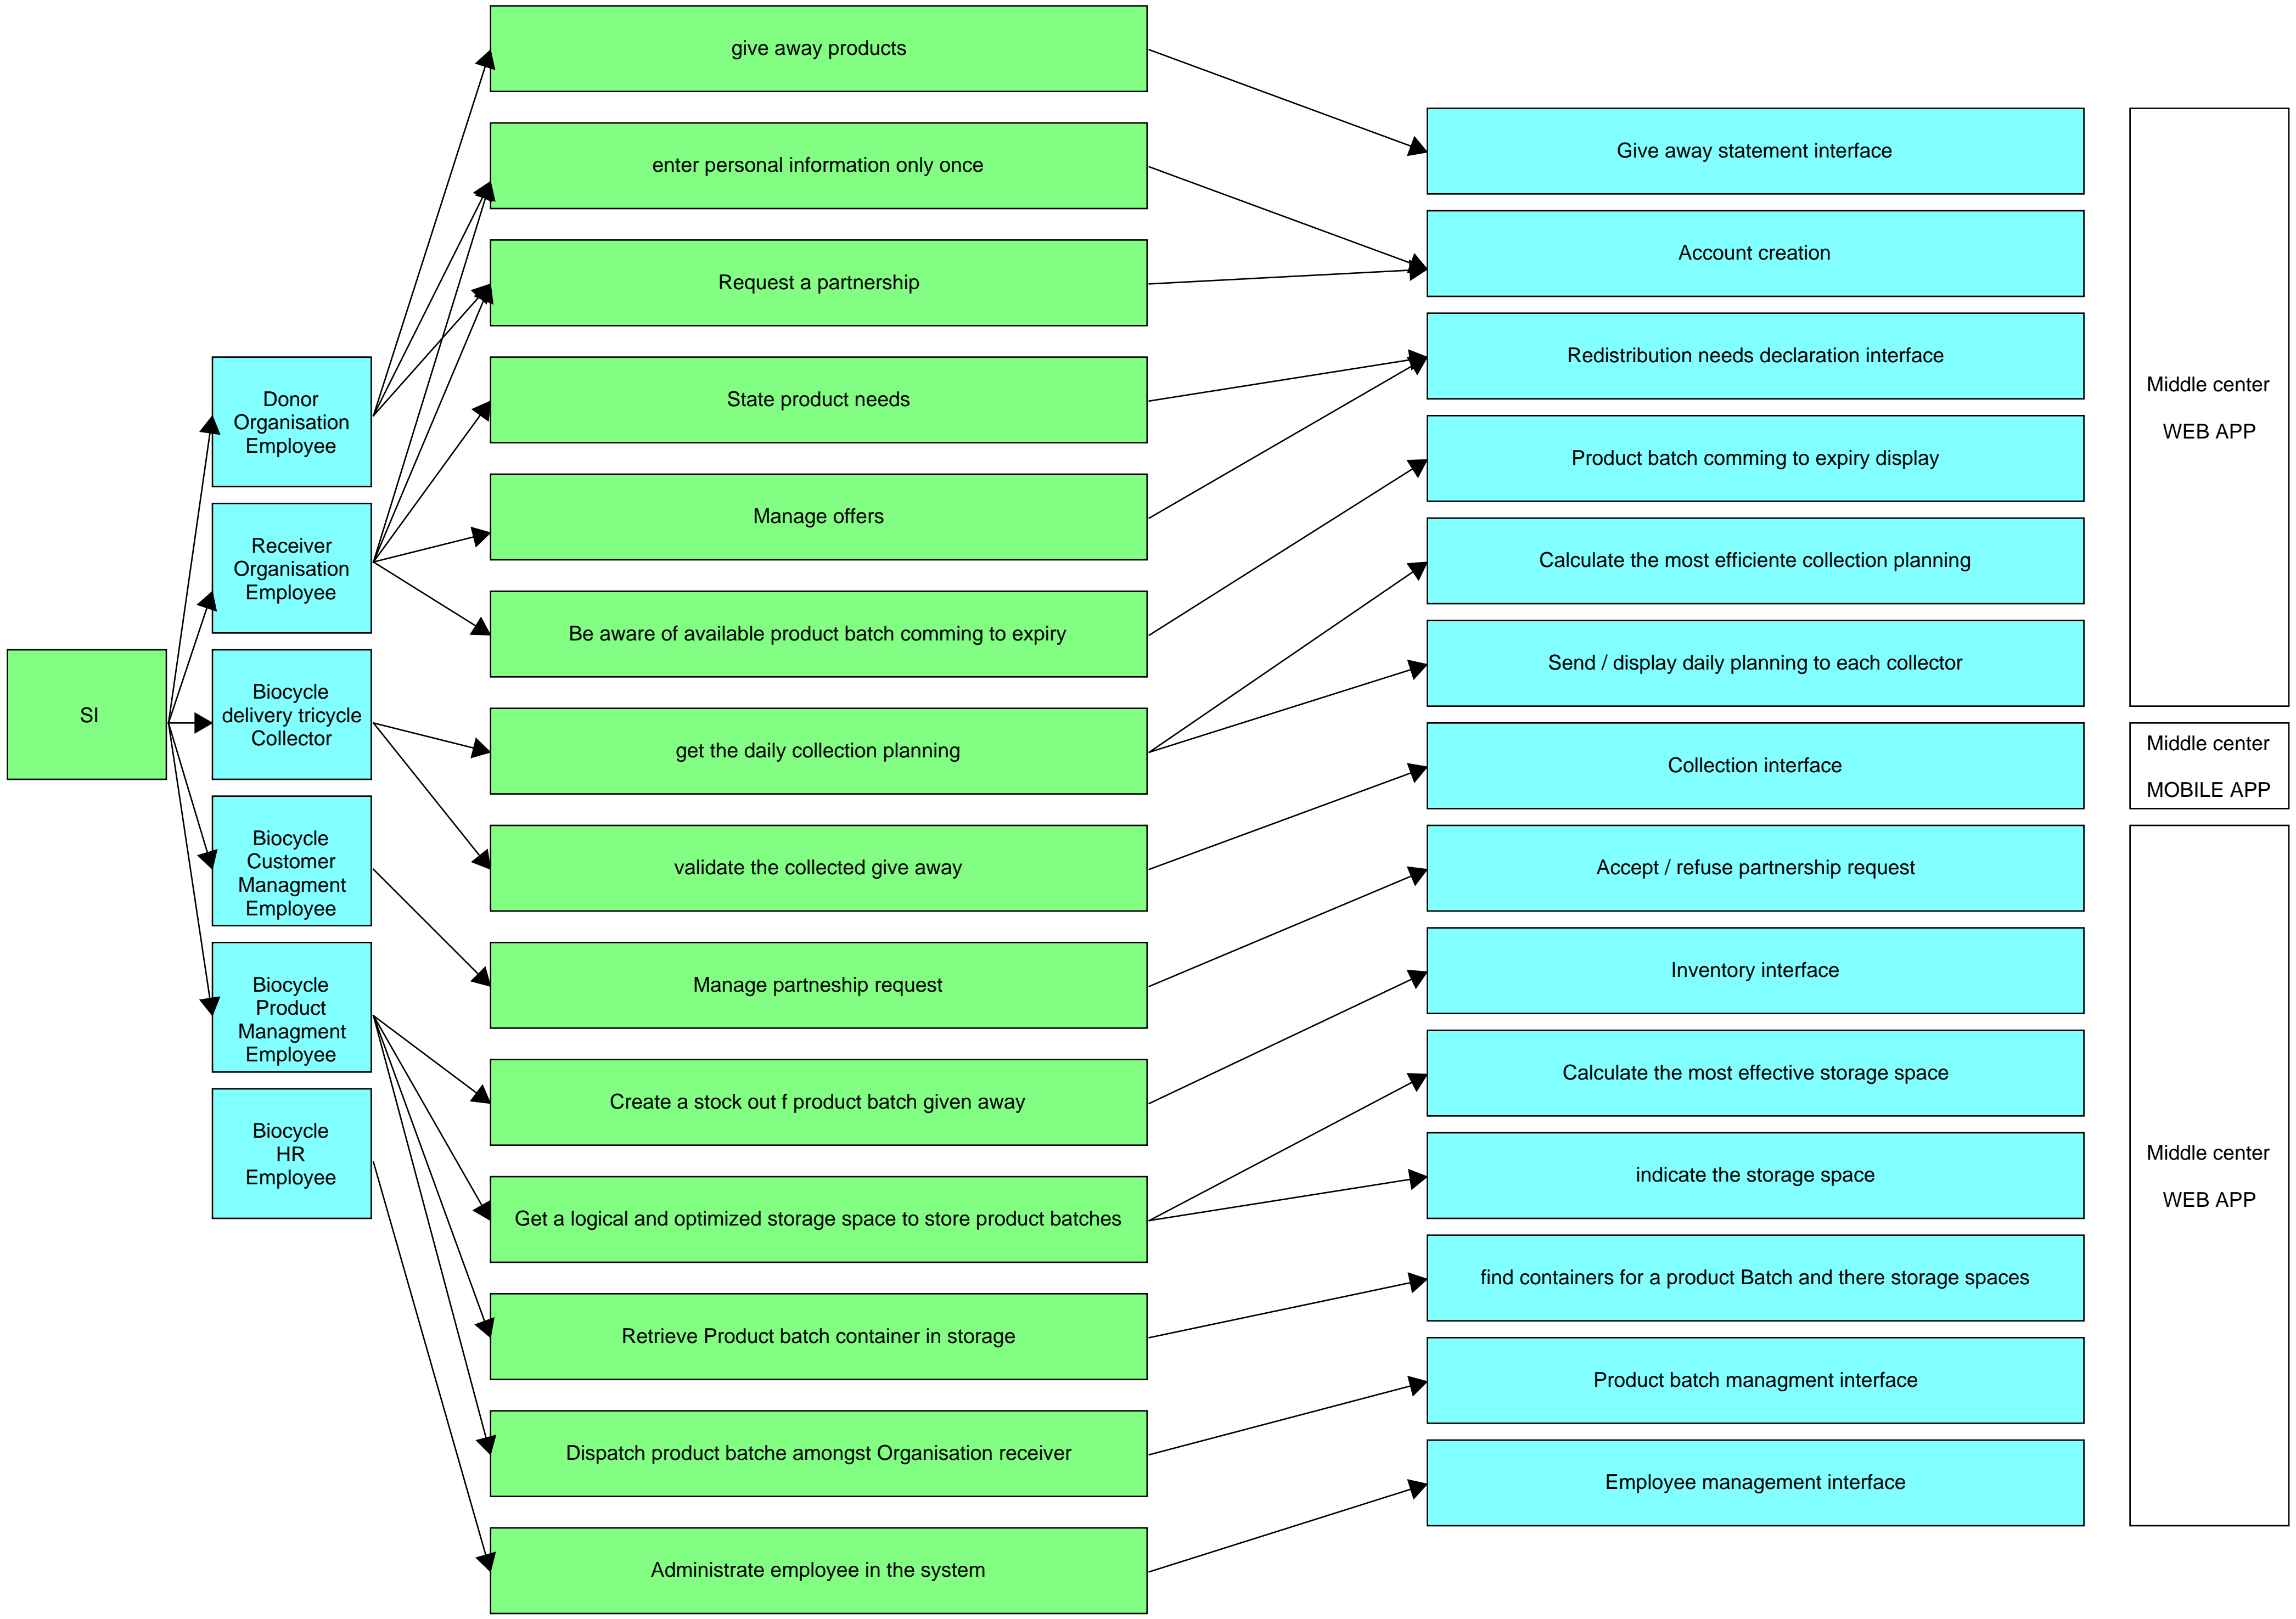 SI
Donor
Organisation
Employee
Receiver
Organisation
Employee
Biocycle
delivery tricycle
Collector
Biocycle
Customer
Managment
Employee
Biocycle
Product
Managment
Employee
Biocycle
HR
Employee
give away products
enter personal information only once
Request a partnership
State product needs
Manage offers
Be aware of available product batch comming to expiry
get the daily collection planning
validate the collected give away
Manage partneship request
Create a stock out f product batch given away
Get a logical and optimized storage space to store product batches
Retrieve Product batch container in storage
Dispatch product batche amongst Organisation receiver
Administrate employee in the system
Give away statement interface
Account creation
Redistribution needs declaration interface
Product batch comming to expiry display
Calculate the most efficiente collection planning
Send / display daily planning to each collector
Collection interface
Accept / refuse partnership request
Inventory interface
Calculate the most effective storage space
indicate the storage space
find containers for a product Batch and there storage spaces
Product batch managment interface
Employee management interface
Middle center
WEB APP
Middle center
MOBILE APP
Middle center
WEB APP